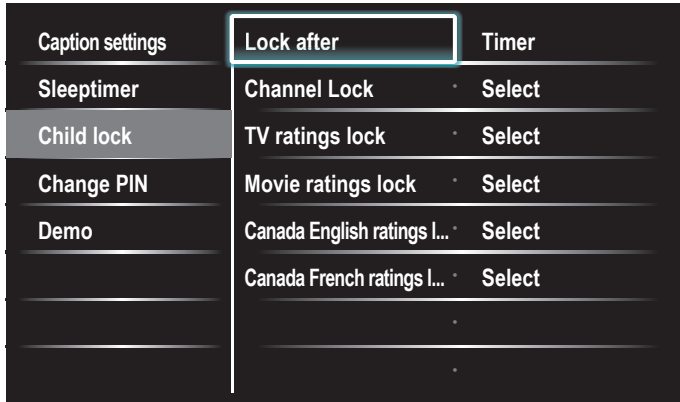 Caption settings Lock after Timer
Sleeptimer Channel Lock Select
Child lock TV ratings lock Select
Change PIN Movie ratings lock Select
Demo Canada English ratings l... Select
Canada French ratings l... Select